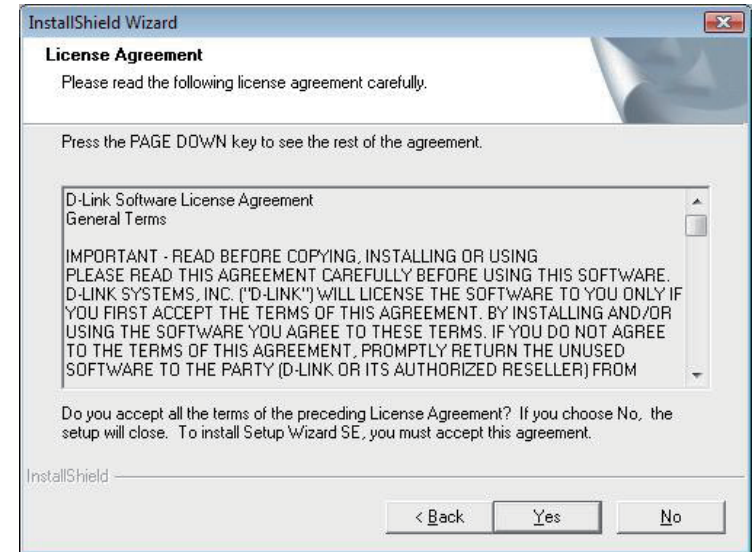 InstallShield Wizard
License Agreement
Please read the following license agreement carefully.
Press the PAGE DOWN key to see the rest of the agreement.
D-Link Software License Agreement
General Terms
IMPORTANT - READ BEFORE COPYING, INSTALLING OR USING
PLEASE READ THIS AGREEMENT CAREFULLY BEFORE USING THIS SOFTWARE.
D-LINK SYSTEMS, INC. ("D-LINK") WILL LICENSE THE SOFTWARE TO YOU ONLY IF
YOU FIRST ACCEPT THE TERMS OF THIS AGREEMENT. BY INSTALLING AND/OR
USING THE SOFTWARE YOU AGREE TO THESE TERMS. IF YOU DO NOT AGREE
TO THE TERMS OF THIS AGREEMENT, PROMPTLY RETURN THE UNUSED
SOFTWARE TO THE PARTY (D-LINK OR ITS AUTHORIZED RESELLER) FROM
Do you accept all the terms of the preceding License Agreement? If you choose No, the
setup will close. To install Setup Wizard SE, you must accept this agreement.
InstallShield
< Back Yes No